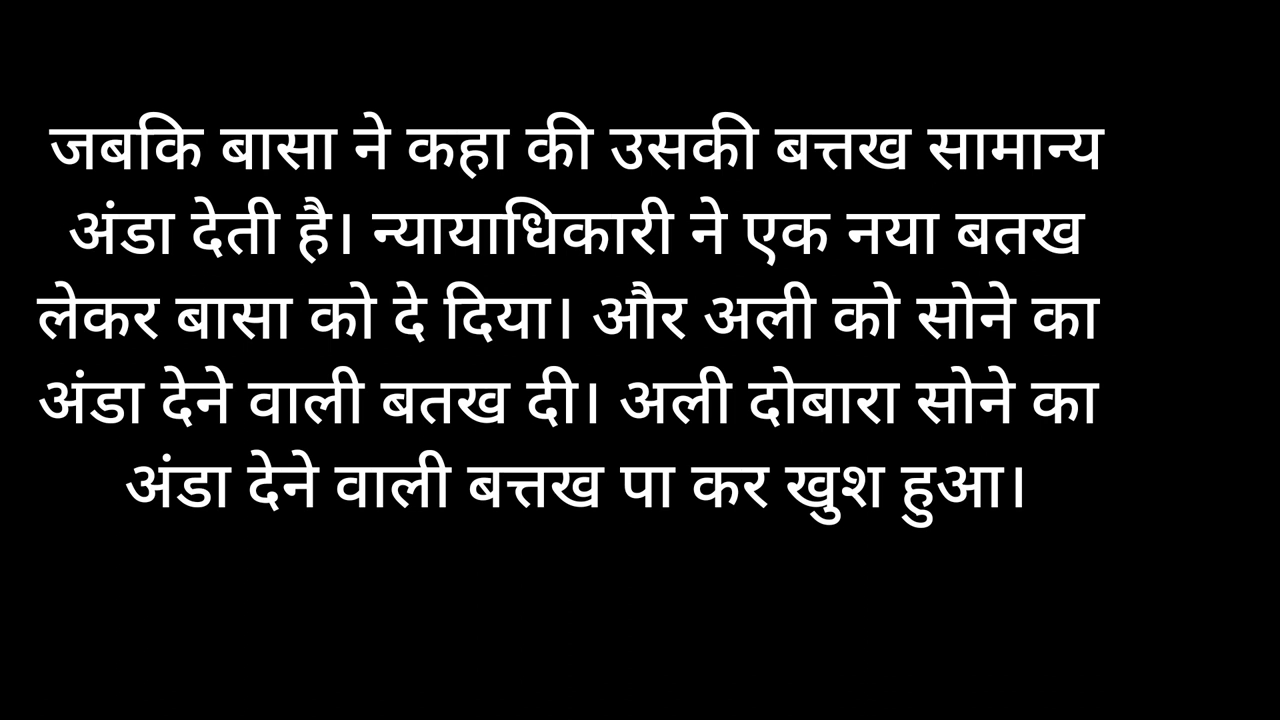 जबकि बासा ने कहा की उसकी बत्तख सामान्य
अंडा देती है। न्यायाधिकारी ने एक नया बतख
लेकर बासा को दे दिया। और अली को सोने का
अंडा देने वाली बतख दी। अली दोबारा सोने का
अंडा देने वाली बत्तख पा कर खुश हुआ।